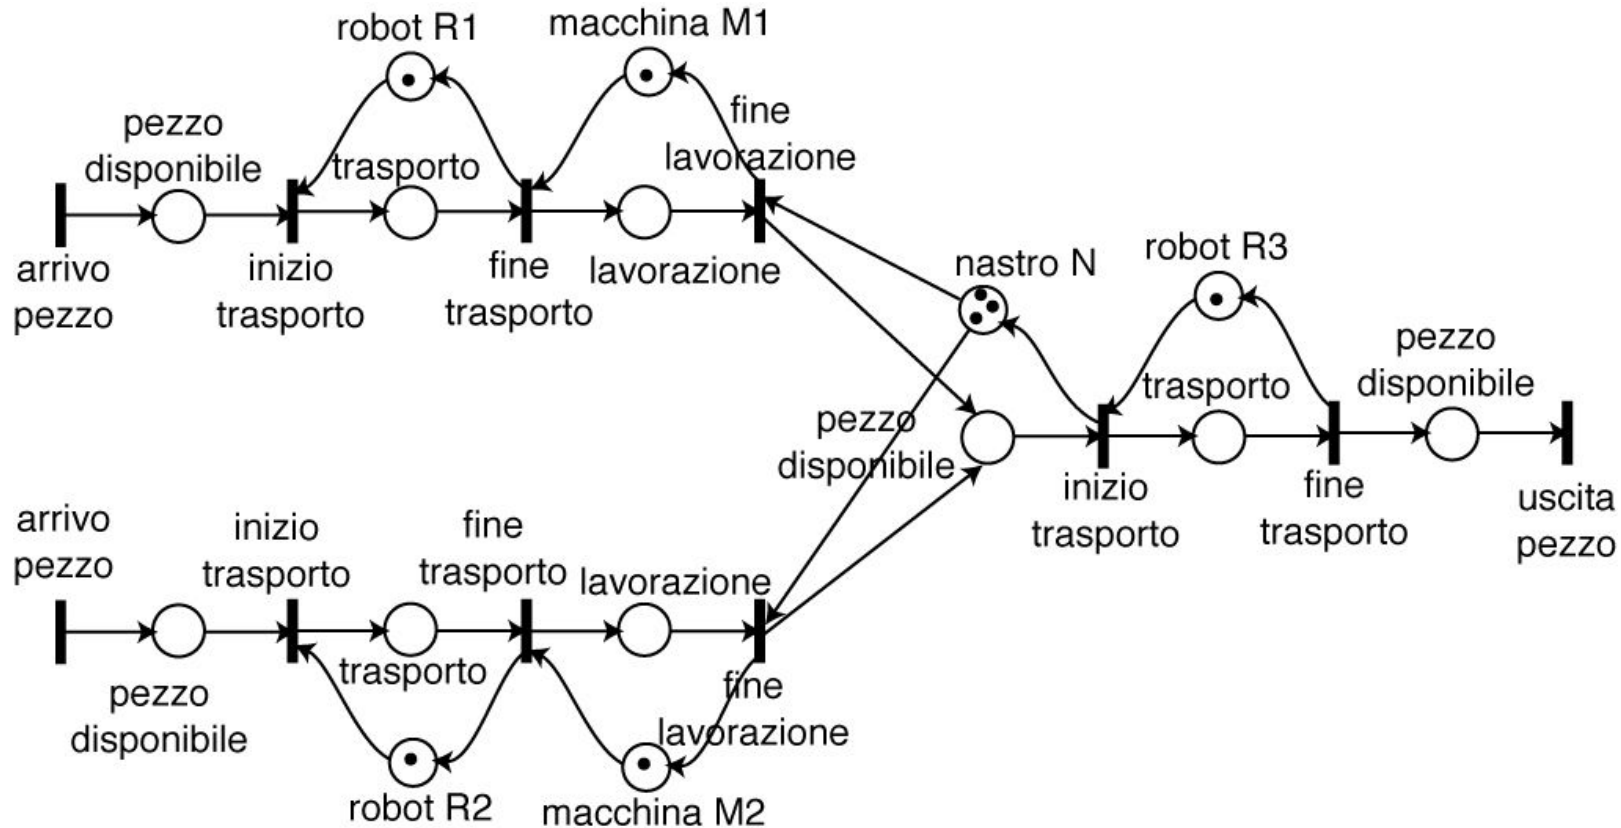 robot R1
macchina M1
pezzo
disponibile
trasporto
fine
lavorazione
arrivo
pezzo
inizio
trasporto
fine
trasporto
lavorazione
nastro N
robot R3
pezzo
disponibile
trasporto
pezzo
disponibile
inizio
trasporto
fine
trasporto
uscita
pezzo
arrivo
pezzo
inizio
trasporto
fine
trasporto
lavorazione
pezzo
disponibile
trasporto
fine
lavorazione
robot R2
macchina M2